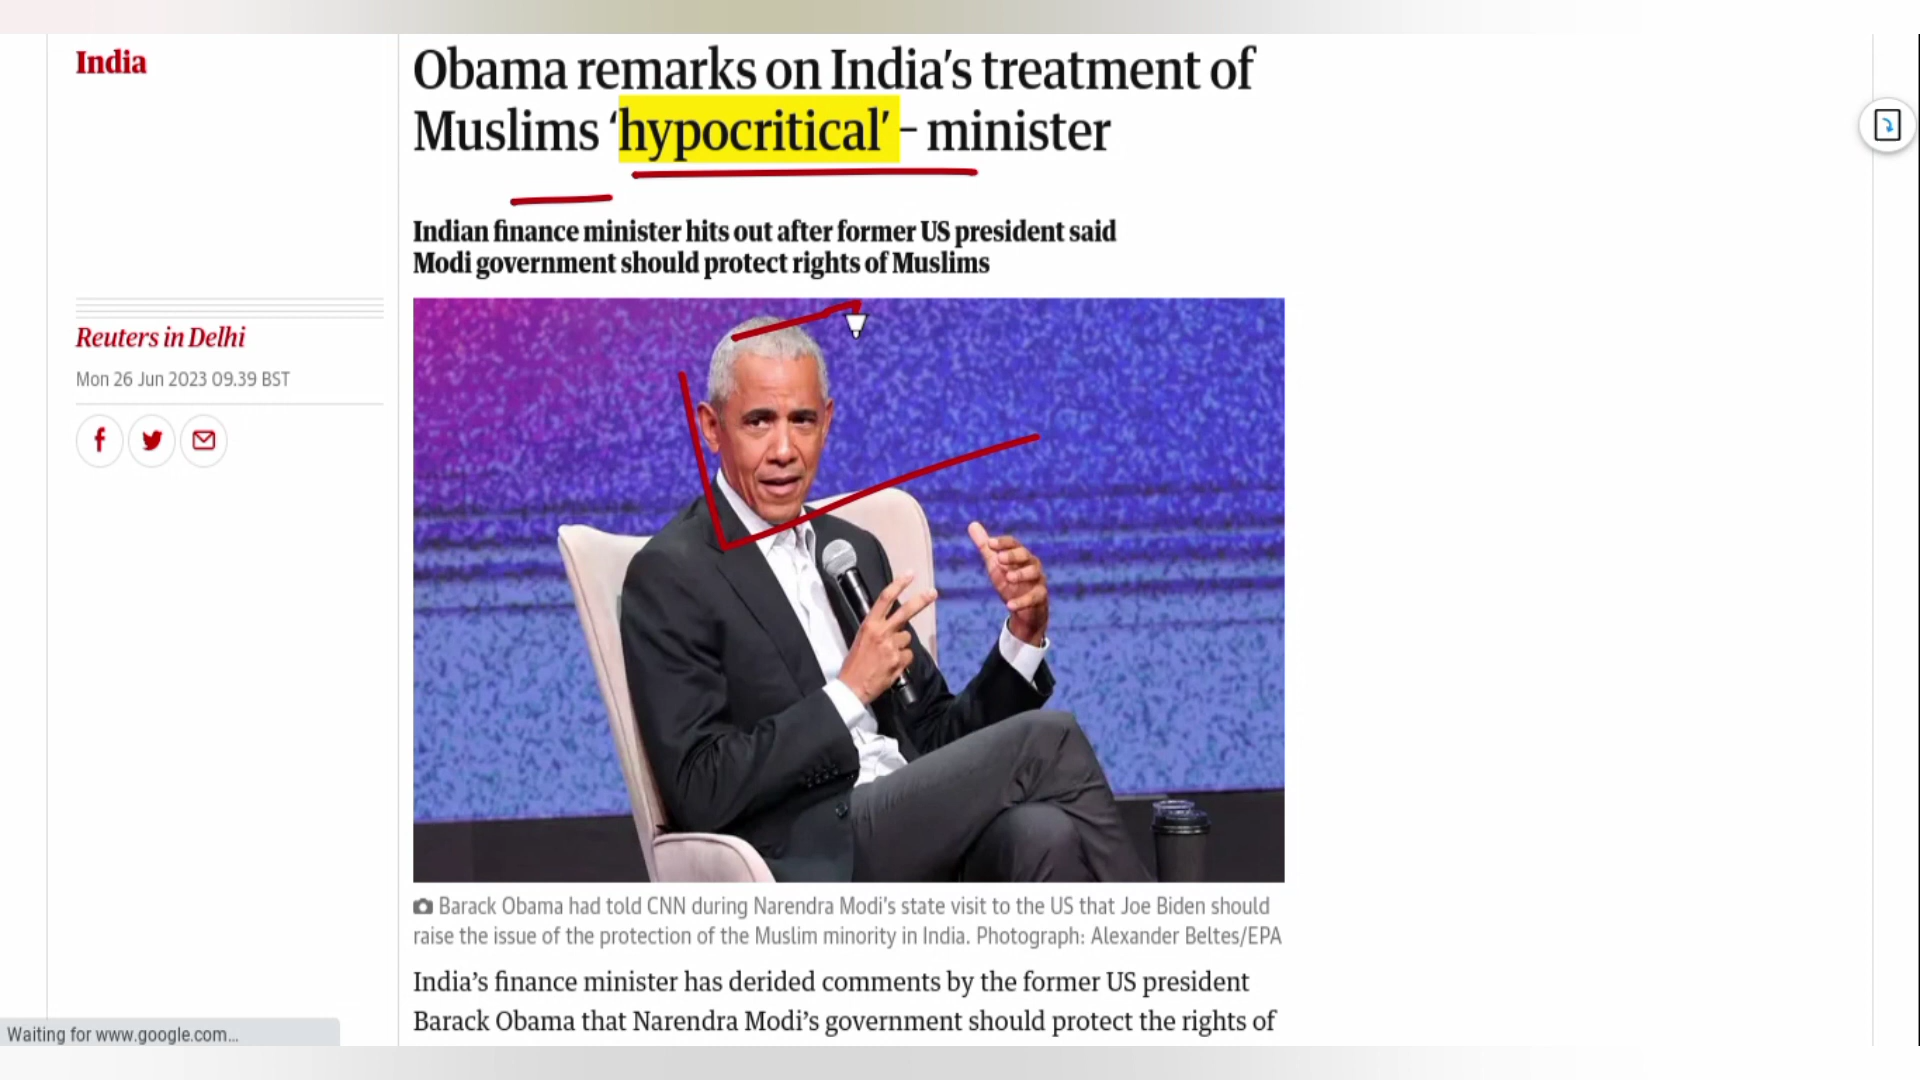 India
Obama remarks on India’s treatment of
Muslims ‘hypocritical’ – minister
Indian finance minister hits out after former US president said
Modi government should protect rights of Muslims
Reuters in Delhi
Mon 26 Jun 2023 09.39 BST
Barack Obama had told CNN during Narendra Modi’s state visit to the US that Joe Biden should
raise the issue of the protection of the Muslim minority in India. Photograph: Alexander Beltes/EPA
India’s finance minister has derided comments by the former US president
Barack Obama that Narendra Modi’s government should protect the rights of
Waiting for www.google.com...